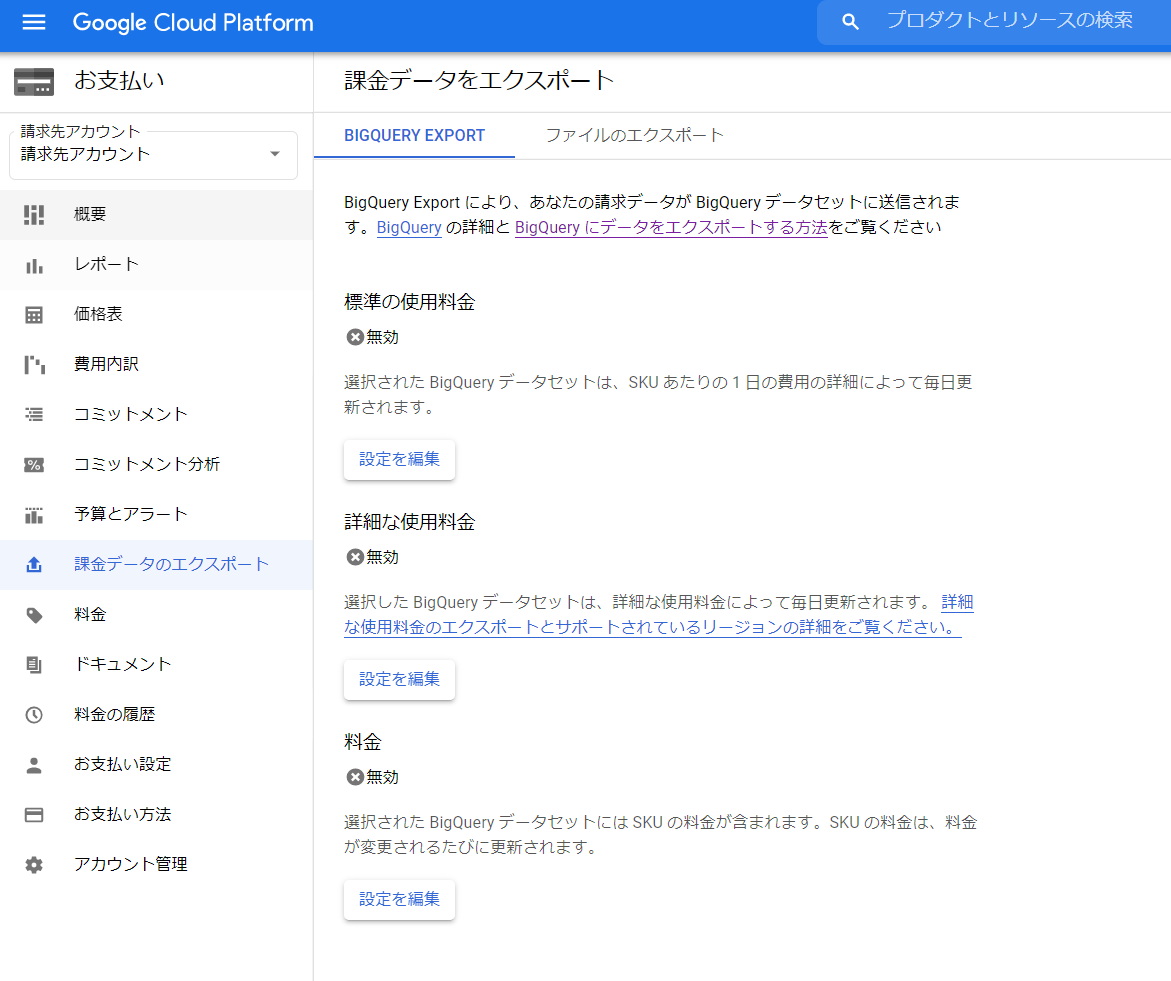 Google Cloud Platform
プロダクトとリソースの検索
お支払い
請求先アカウント
請求先アカウント
概要
レポート
価格表
費用内訳
コミットメント
コミットメント分析
予算とアラート
課金データのエクスポート
料金
ドキュメント
料金の履歴
お支払い設定
お支払い方法
アカウント管理
課金データをエクスポート
BIGQUERY EXPORT
ファイルのエクスポート
BigQuery Export により、あなたの請求データが BigQuery データセットに送信されま
す。BigQuery の詳細と BigQuery にデータをエクスポートする方法をご覧ください
標準の使用料金
無効
選択された BigQuery データセットは、SKU あたりの 1 日の費用の詳細によって毎日更
新されます。
設定を編集
詳細な使用料金
無効
選択した BigQuery データセットは、詳細な使用料金によって毎日更新されます。 詳細
な使用料金のエクスポートとサポートされているリージョンの詳細をご覧ください。
設定を編集
料金
無効
選択された BigQuery データセットには SKU の料金が含まれます。SKU の料金は、料金
が変更されるたびに更新されます。
設定を編集